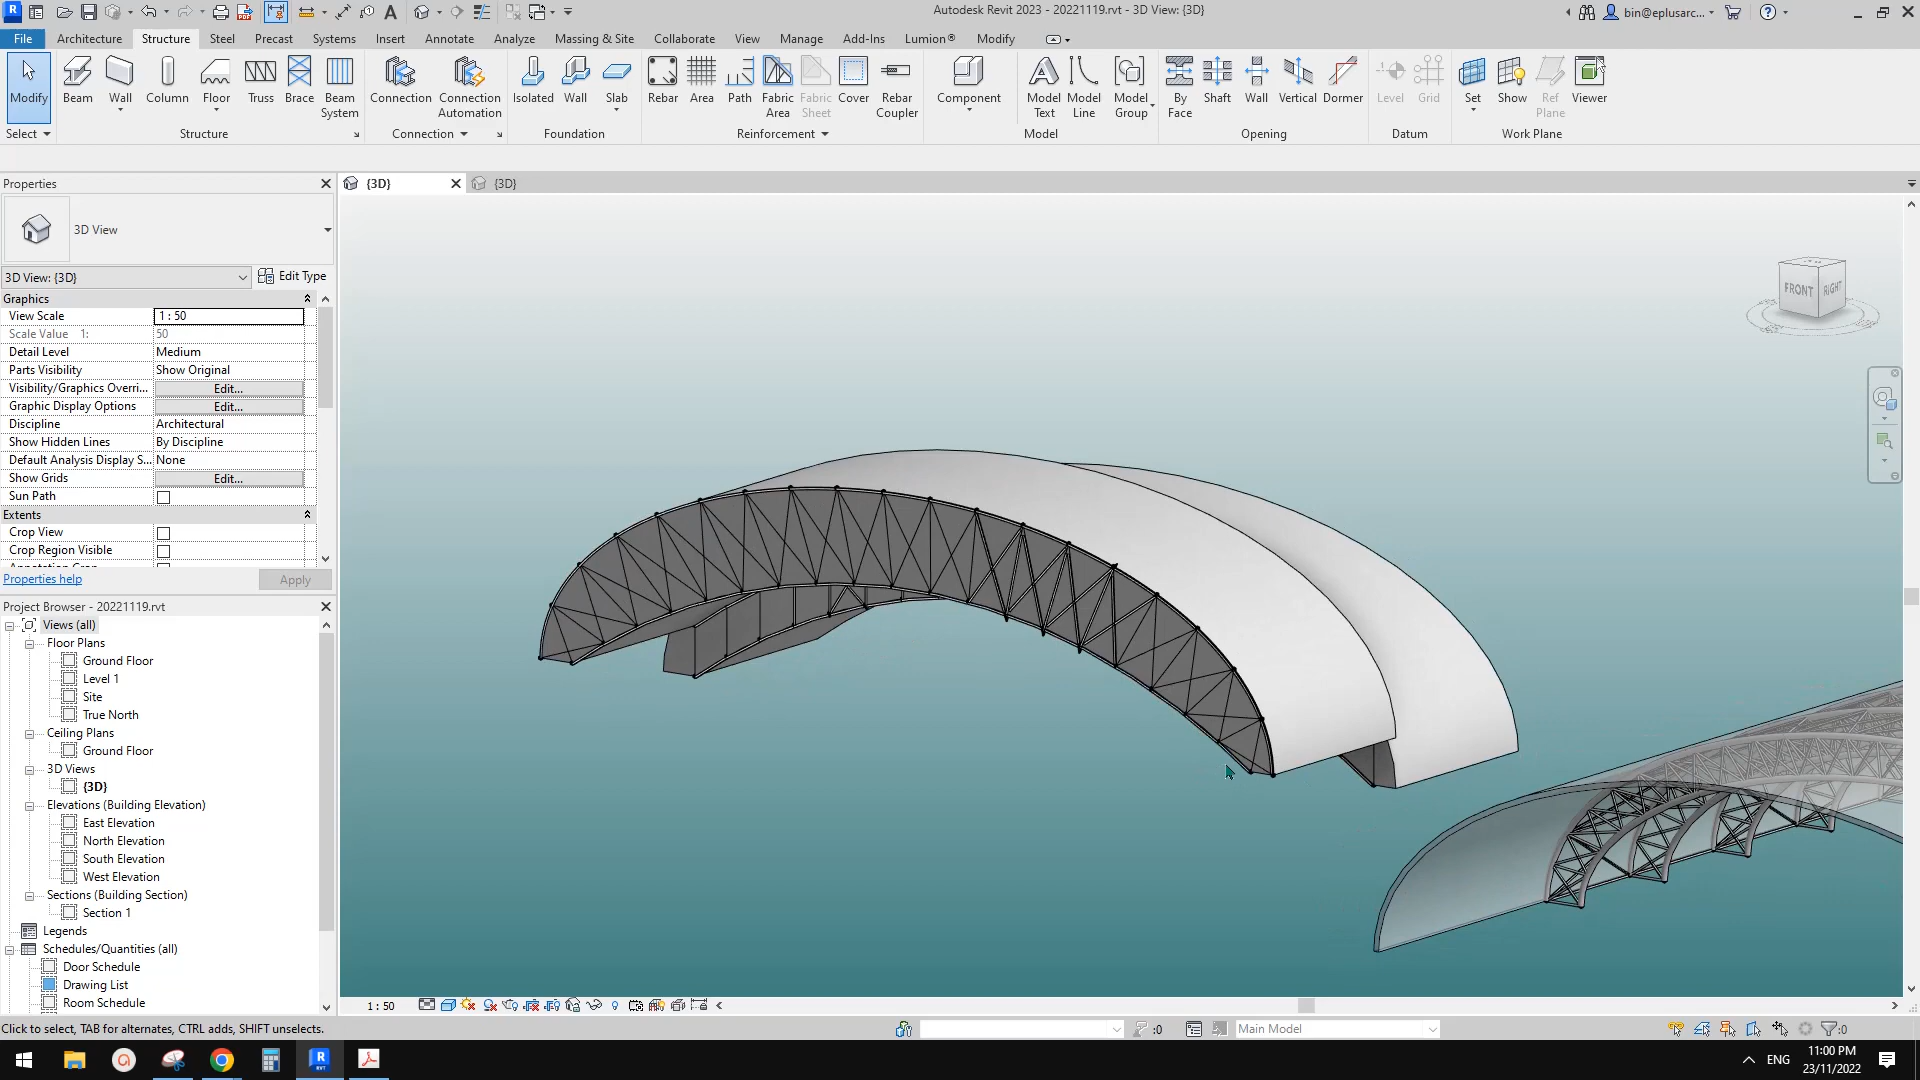 Autodesk Revit 2023 - 20221119.rvt - 3D View: {3D}
bin@eplusarc...
File
Architecture
Structure
Steel
Precast
Systems
Insert
Annotate
Analyze
Massing & Site
Collaborate
View
Manage
Add-Ins
Lumion®
Modify
Modify
Beam
Wall
Column
Floor
Truss
Brace
Beam System
Connection
Connection Automation
Isolated
Wall
Slab
Rebar
Area
Path
Fabric Area
Fabric Sheet
Cover
Rebar Coupler
Component
Model Text
Model Line
Model Group
By Face
Shaft
Wall
Vertical
Dormer
Level
Grid
Set
Show
Ref Plane
Viewer
Select
Structure
Connection
Foundation
Reinforcement
Model
Opening
Datum
Work Plane
Properties
{3D}
{3D}
3D View
3D View: {3D}
Edit Type
Graphics
View Scale
1 : 50
Scale Value 1:
50
Detail Level
Medium
Parts Visibility
Show Original
Visibility/Graphics Overri...
Edit...
Graphic Display Options
Edit...
Discipline
Architectural
Show Hidden Lines
By Discipline
Default Analysis Display S...
None
Show Grids
Edit...
Sun Path
Extents
Crop View
Crop Region Visible
Properties help
Apply
FRONT
RIGHT
Project Browser - 20221119.rvt
Views (all)
Floor Plans
Ground Floor
Level 1
Site
True North
Ceiling Plans
Ground Floor
3D Views
{3D}
Elevations (Building Elevation)
East Elevation
North Elevation
South Elevation
West Elevation
Sections (Building Section)
Section 1
Legends
Schedules/Quantities (all)
Door Schedule
Drawing List
Room Schedule
1 : 50
Click to select, TAB for alternates, CTRL adds, SHIFT unselects.
:0
Main Model
:0
ENG
11:00 PM
23/11/2022